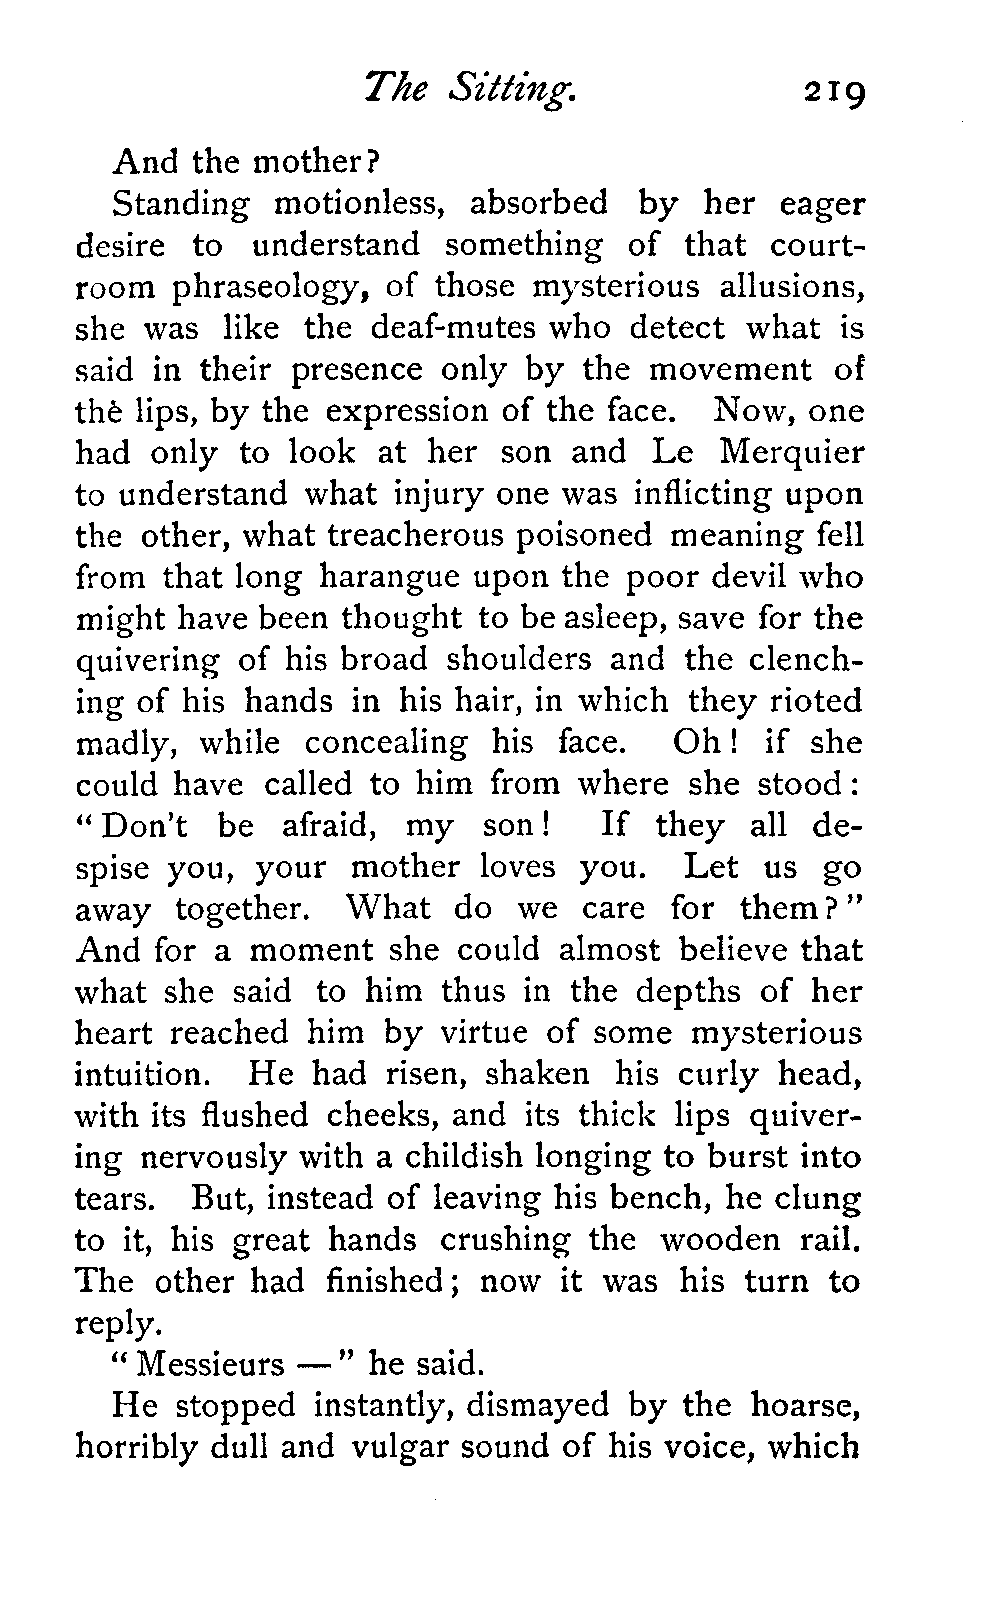 The Sitting. 219
And the mother?
Standing motionless, absorbed by her eager
desire to understand something of that court-
room phraseology, of those mysterious allusions,
she was like the deaf-mutes who detect what is
said in their presence only by the movement of
the lips, by the expression of the face. Now, one
had only to look at her son and Le Merquier
to understand what injury one was inflicting upon
the other, what treacherous poisoned meaning fell
from that long harangue upon the poor devil who
might have been thought to be asleep, save for the
quivering of his broad shoulders and the clench-
ing of his hands in his hair, in which they rioted
madly, while concealing his face. Oh! if she
could have called to him from where she stood:
“Don't be afraid, my son! If they all de-
spise you, your mother loves you. Let us go
away together. What do we care for them?”
And for a moment she could almost believe that
what she said to him thus in the depths of her
heart reached him by virtue of some mysterious
intuition. He had risen, shaken his curly head,
with its flushed cheeks, and its thick lips quiver-
ing nervously with a childish longing to burst into
tears. But, instead of leaving his bench, he clung
to it, his great hands crushing the wooden rail.
The other had finished; now it was his turn to
reply.
“Messieurs —” he said.
He stopped instantly, dismayed by the hoarse,
horribly dull and vulgar sound of his voice, which